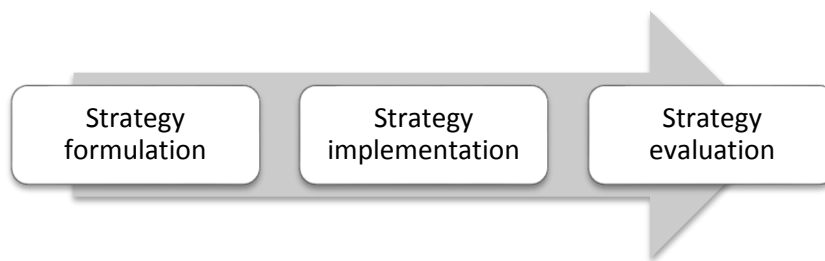 Strategy
formulation
Strategy
implementation
Strategy
evaluation